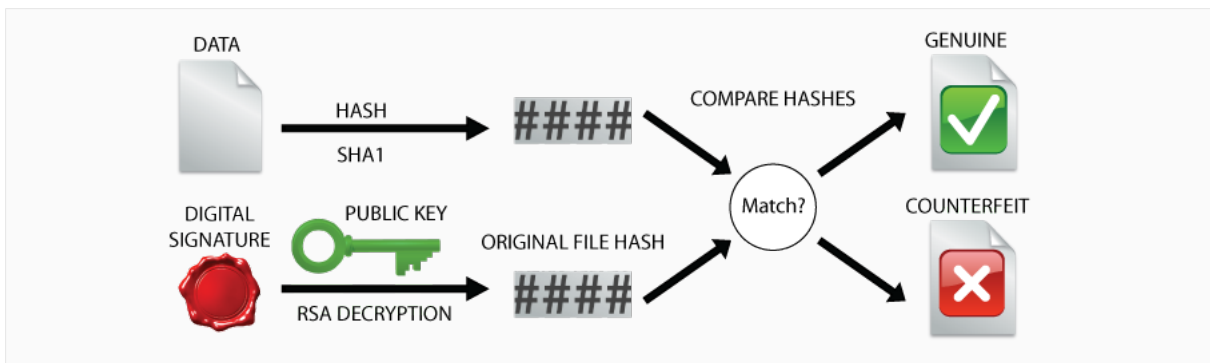 DATA
GENUINE
HASH
####
COMPARE HASHES
SHA1
Match?
DIGITAL
SIGNATURE
PUBLIC KEY
ORIGINAL FILE HASH
COUNTERFEIT
####
RSA DECRYPTION